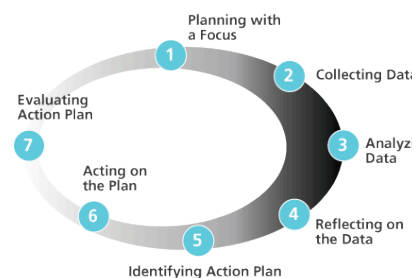 Planning with
a Focus
1
2
Collecting Data
3
Data
4
Reflecting on
the Data
5
Identifying Action Plan
6
Acting on
the Plan
7
Evaluating
Action Plan